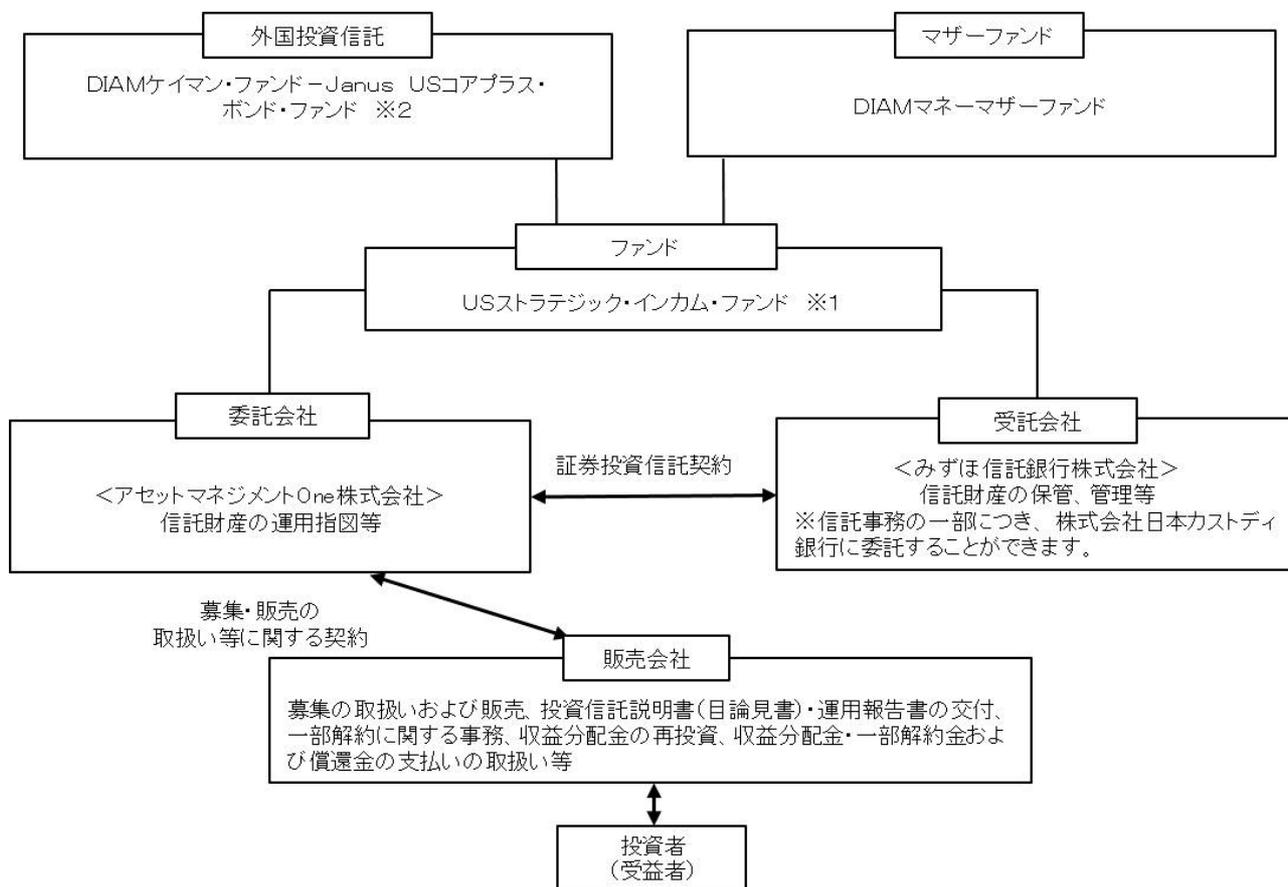 外国投資信託
DIAMケイマン・ファンド－Janus USコアプラス・
ボンド・ファンド ※2
マザーファンド
DIAMマネーマザーファンド
ファンド
USストラテジック・インカム・ファンド ※1
委託会社
＜アセットマネジメントOne株式会社＞
信託財産の運用指図等
証券投資信託契約
受託会社
＜みずほ信託銀行株式会社＞
信託財産の保管、管理等
※信託事務の一部につき、株式会社日本カストディ
銀行に委託することができます。
募集・販売の
取扱い等に関する契約
販売会社
募集の取扱いおよび販売、投資信託説明書(目論見書)・運用報告書の交付、
一部解約に関する事務、収益分配金の再投資、収益分配金・一部解約金およ
び償還金の支払いの取扱い等
投資者
（受益者）